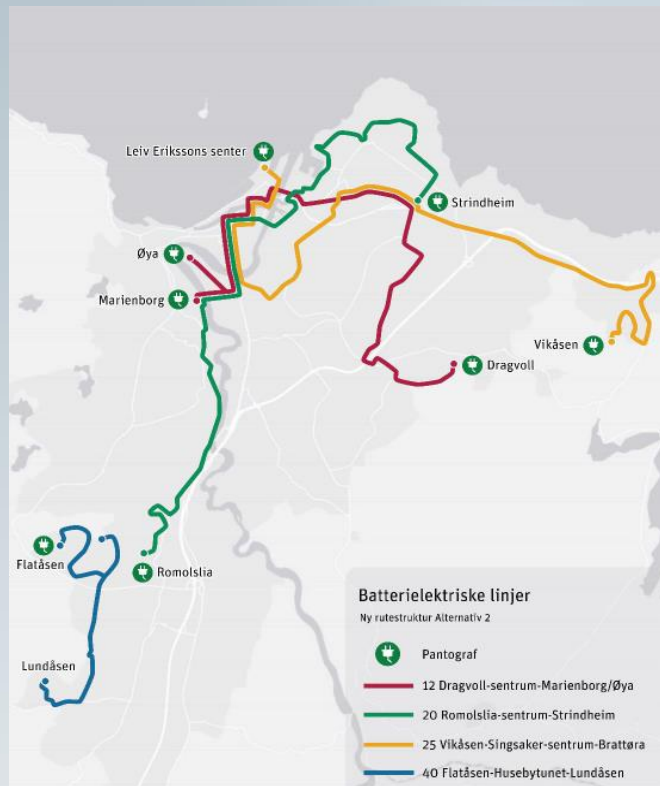 Leiv Erikssons senter
Strindheim
Øya
Marienborg
Vikåsen
Dragvoll
Flatåsen
Romolslia
Lundåsen
Batterielektriske linjer
Ny rutestruktur Alternativ 2
Pantograf
12 Dragvoll-sentrum-Marienborg/Øya
20 Romolslia-sentrum-Strindheim
25 Vikåsen-Singsaker-sentrum-Brattøra
40 Flatåsen-Husebytunet-Lundåsen